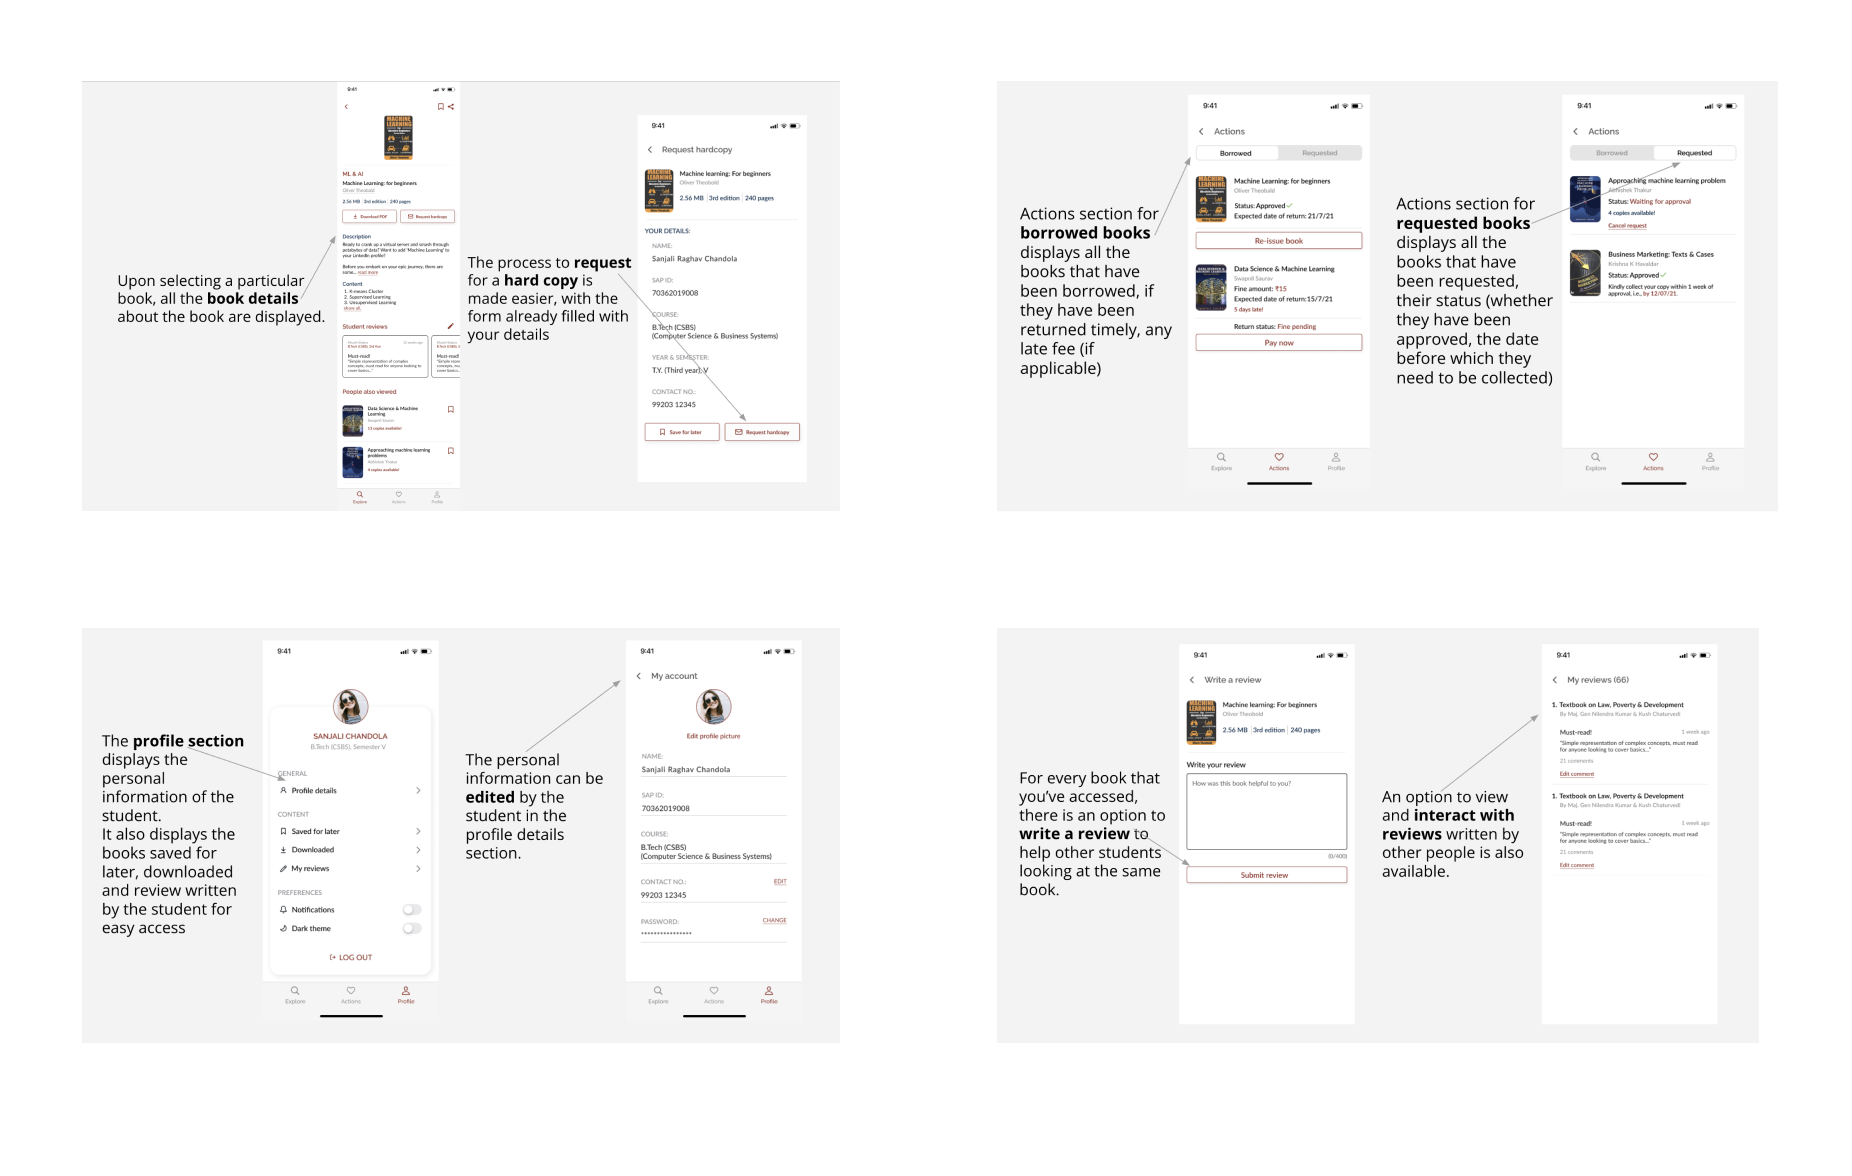 Upon selecting a particular
book, all the book details
about the book are displayed.
9:41
ML & AI
Machine Learning: for beginners
Oliver Theobald
2.56 MB | 3rd edition | 240 pages
Download PDF
Request hardcopy
Description
Ready to crank up a virtual server and smash through
petabytes of data? Want to add 'Machine Learning' to
your LinkedIn profile?
Before you embark on your epic journey, there are
some... read more
Content
1. K-means Cluster
2. Supervised Learning
3. Unsupervised Learning
show all
Student reviews
B.Tech (CSBS), 3rd Year
Must-read!
"Simple representation of complex
concepts, must read for anyone looking to
cover basics..."
People also viewed
Data Science & Machine
Learning
Swapnil Saurav
13 copies available!
Approaching machine learning
problems
Abhishek Thakur
4 copies available!
Explore
Actions
Profile
The process to request
for a hard copy is
made easier, with the
form already filled with
your details
9:41
Request hardcopy
MACHINE
LEARNING
Machine learning: For beginners
Oliver Theobald
2.56 MB | 3rd edition | 240 pages
YOUR DETAILS:
NAME:
Sanjali Raghav Chandola
SAP ID:
70362019008
COURSE:
B.Tech (CSBS)
(Computer Science & Business Systems)
YEAR & SEMESTER:
T.Y. (Third year), V
CONTACT NO.:
99203 12345
Save for later
Request hardcopy
Actions section for
borrowed books
displays all the
books that have
been borrowed, if
they have been
returned timely, any
late fee (if
applicable)
9:41
Actions
Borrowed
Requested
MACHINE
LEARNING
Machine Learning: for beginners
Oliver Theobald
Status: Approved
Expected date of return: 21/7/21
Re-issue book
Data Science & Machine Learning
Swapnil Saurav
Fine amount: ₹15
Expected date of return:15/7/21
5 days late!
Return status: Fine pending
Pay now
Explore
Actions
Profile
Actions section for
requested books
displays all the
books that have
been requested,
their status (whether
they have been
approved, the date
before which they
need to be collected)
9:41
Actions
Borrowed
Requested
Approaching machine learning problem
Abhishek Thakur
Status: Waiting for approval
4 copies available!
Cancel request
Business Marketing: Texts & Cases
Krishna K Havaldar
Status: Approved
Kindly collect your copy within 1 week of
approval, i.e., by 12/07/21.
Explore
Actions
Profile
The profile section
displays the
personal
information of the
student.
It also displays the
books saved for
later, downloaded
and review written
by the student for
easy access
9:41
SANJALI CHANDOLA
B.Tech (CSBS), Semester V
GENERAL
Profile details
CONTENT
Saved for later
Downloaded
My reviews
PREFERENCES
Notifications
Dark theme
LOG OUT
Explore
Actions
Profile
The personal
information can be
edited by the
student in the
profile details
section.
9:41
My account
Edit profile picture
NAME:
Sanjali Raghav Chandola
SAP ID:
70362019008
COURSE:
B.Tech (CSBS)
(Computer Science & Business Systems)
CONTACT NO.:
EDIT
99203 12345
PASSWORD:
CHANGE
****************
Explore
Actions
Profile
For every book that
you've accessed,
there is an option to
write a review to
help other students
looking at the same
book.
9:41
Write a review
MACHINE
LEARNING
Machine learning: For beginners
Oliver Theobald
2.56 MB | 3rd edition | 240 pages
Write your review
How was this book helpful to you?
(0/400)
Submit review
An option to view
and interact with
reviews written by
other people is also
available.
9:41
My reviews (66)
1. Textbook on Law, Poverty & Development
By Maj. Gen Nilendra Kumar & Kush Chaturvedi
Must-read!
1 week ago
"Simple representation of complex concepts, must read
for anyone looking to cover basics..."
21 comments
Edit comment
1. Textbook on Law, Poverty & Development
By Maj. Gen Nilendra Kumar & Kush Chaturvedi
Must-read!
1 week ago
"Simple representation of complex concepts, must read
for anyone looking to cover basics..."
21 comments
Edit comment